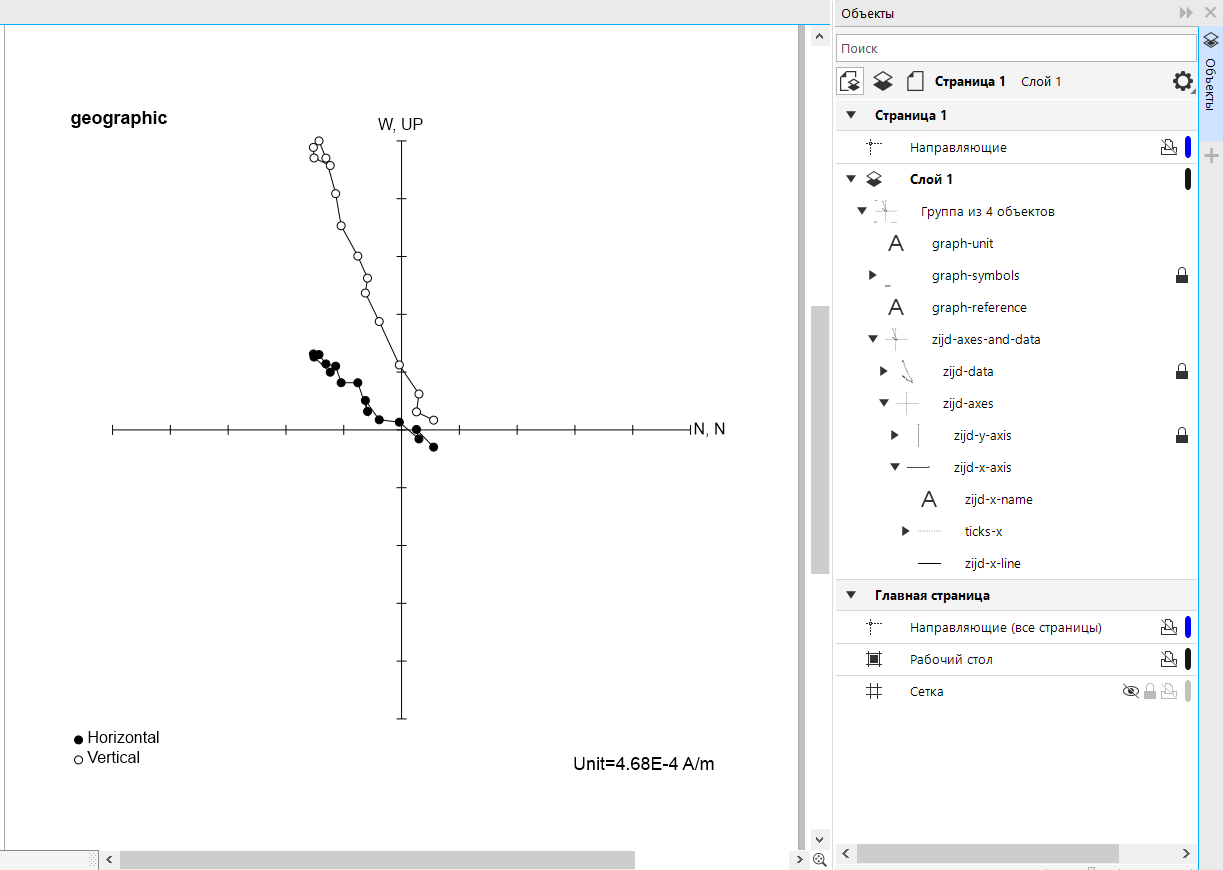 geographic
W, UP
N, N
Horizontal
Vertical
Unit=4.68E-4 A/m
Объекты
Поиск
Страница 1 Слой 1
Страница 1
Направляющие
Слой 1
Группа из 4 объектов
A graph-unit
graph-symbols
A graph-reference
zijd-axes-and-data
zijd-data
zijd-axes
zijd-y-axis
zijd-x-axis
A zijd-x-name
ticks-x
zijd-x-line
Главная страница
Направляющие (все страницы)
Рабочий стол
Сетка
Объекты